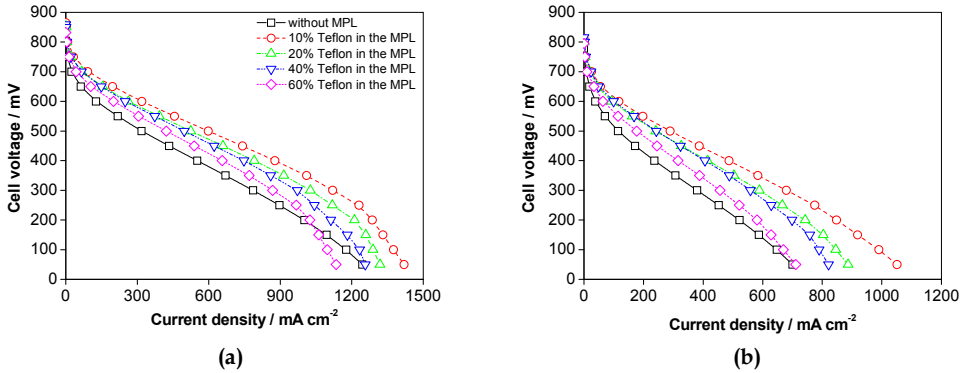 900
800
700
600
500
400
300
200
100
0
Cell voltage / mV
without MPL
10% Teflon in the MPL
20% Teflon in the MPL
40% Teflon in the MPL
60% Teflon in the MPL
0 300 600 900 1200 1500
Current density / mA cm⁻²
(a)
900
800
700
600
500
400
300
200
100
0
Cell voltage / mV
0 200 400 600 800 1000 1200
Current density / mA cm⁻²
(b)